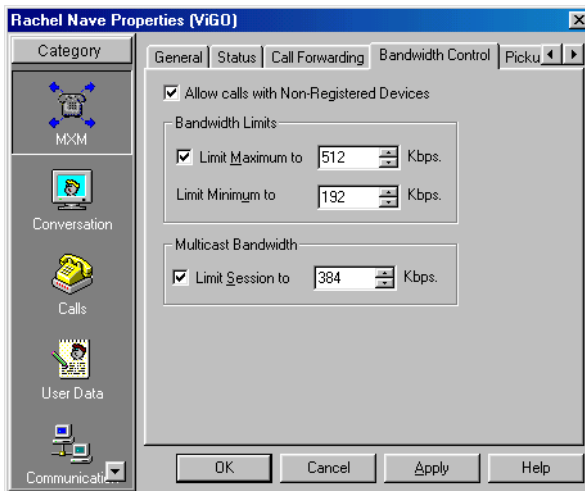 Rachel Nave Properties (ViGO)
Category
MXM
Conversation
Calls
User Data
Communication
General Status Call Forwarding Bandwidth Control Picku
Allow calls with Non-Registered Devices
Bandwidth Limits
Limit Maximum to 512 Kbps.
Limit Minimum to 192 Kbps.
Multicast Bandwidth
Limit Session to 384 Kbps.
OK Cancel Apply Help